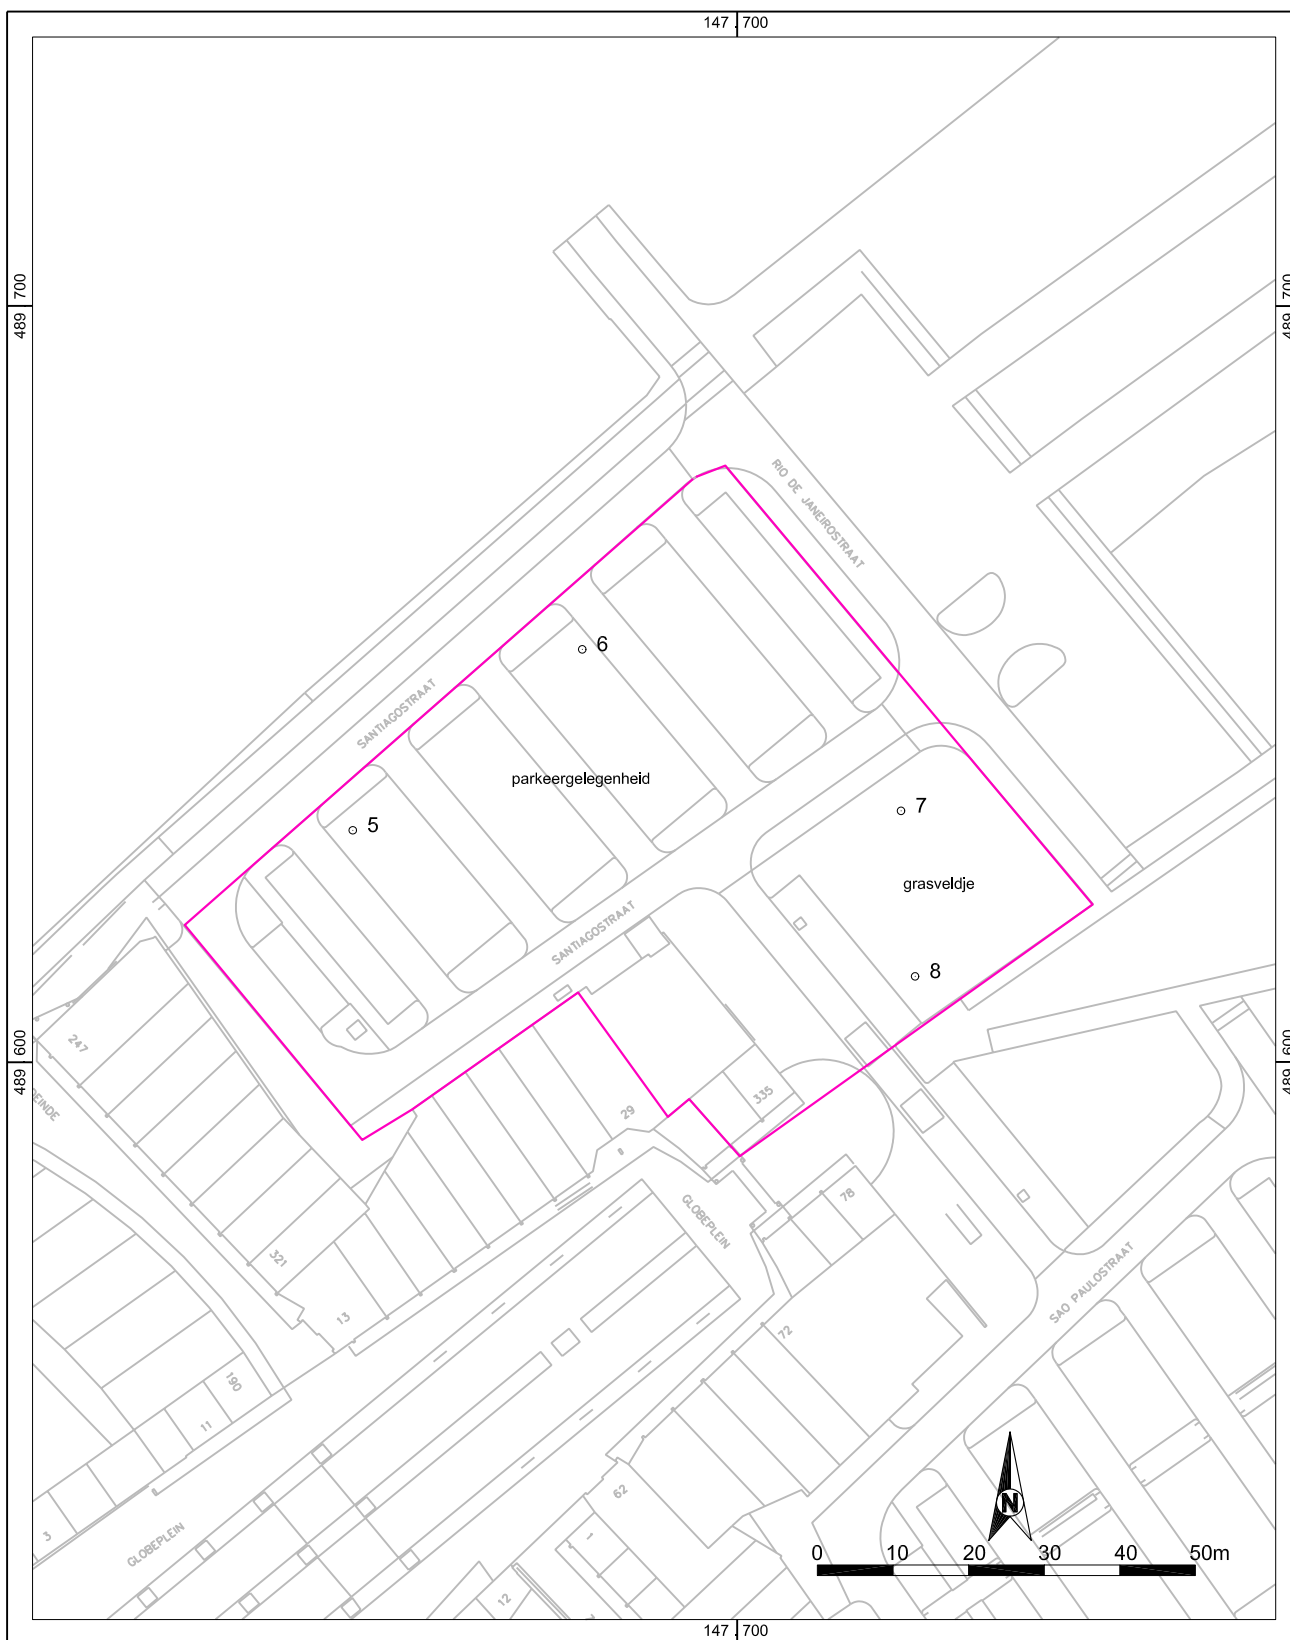 147.700
489.700
489.700
RIO DE JANEIROSTRAAT
6
SANTIAGOSTRAAT
parkeergelegenheid
7
5
grasveldje
SANTIAGOSTRAAT
8
247
489.600
489.600
335
29
78
GLOBEPLEIN
321
SAO PAULOSTRAAT
13
72
190
11
62
3
1
GLOBEPLEIN
12
N
0 10 20 30 40 50m
147.700